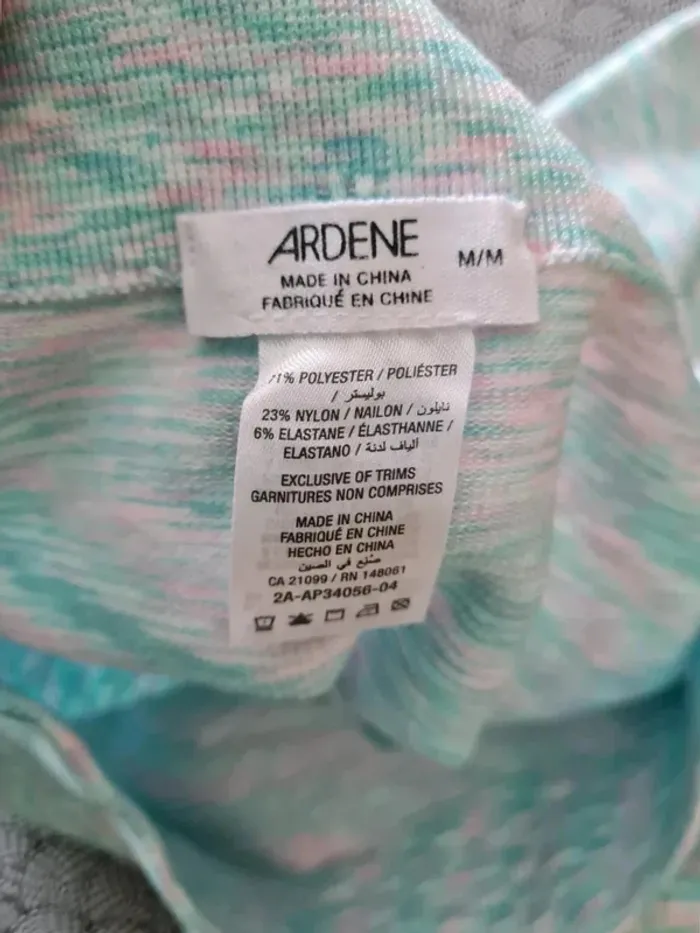 ARDENE
M/M
MADE IN CHINA
FABRIQUÉ EN CHINE
71% POLYESTER / POLIÉSTER
/ بوليستر
23% NYLON / NAILON / نايلون
6% ELASTANE / ÉLASTHANNE /
ELASTANO / ألياف لدنة
EXCLUSIVE OF TRIMS
GARNITURES NON COMPRISES
MADE IN CHINA
FABRIQUÉ EN CHINE
HECHO EN CHINA
صنع في الصين
CA 21099 / RN 148061
2A-AP34056-04